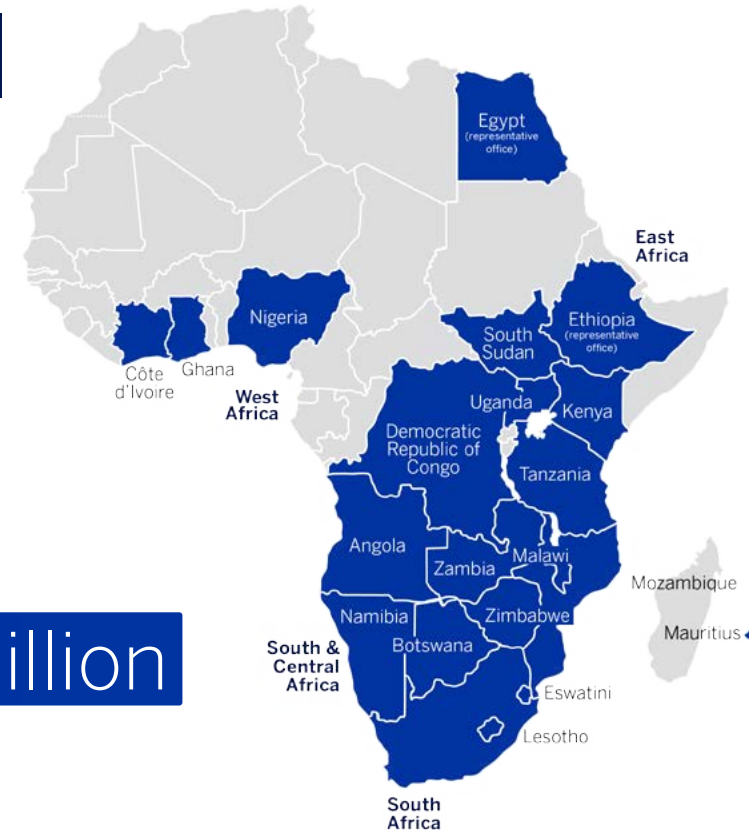 Egypt
(representative
office)
East
Africa
Nigeria
South
Sudan
Ethiopia
(representative
office)
Côte
d'Ivoire
Ghana
West
Africa
Uganda
Kenya
Democratic
Republic of
Congo
Tanzania
Angola
Malawi
Zambia
Mozambique
Namibia
Zimbabwe
Mauritius
Botswana
South &
Central
Africa
illion
Eswatini
Lesotho
South
Africa